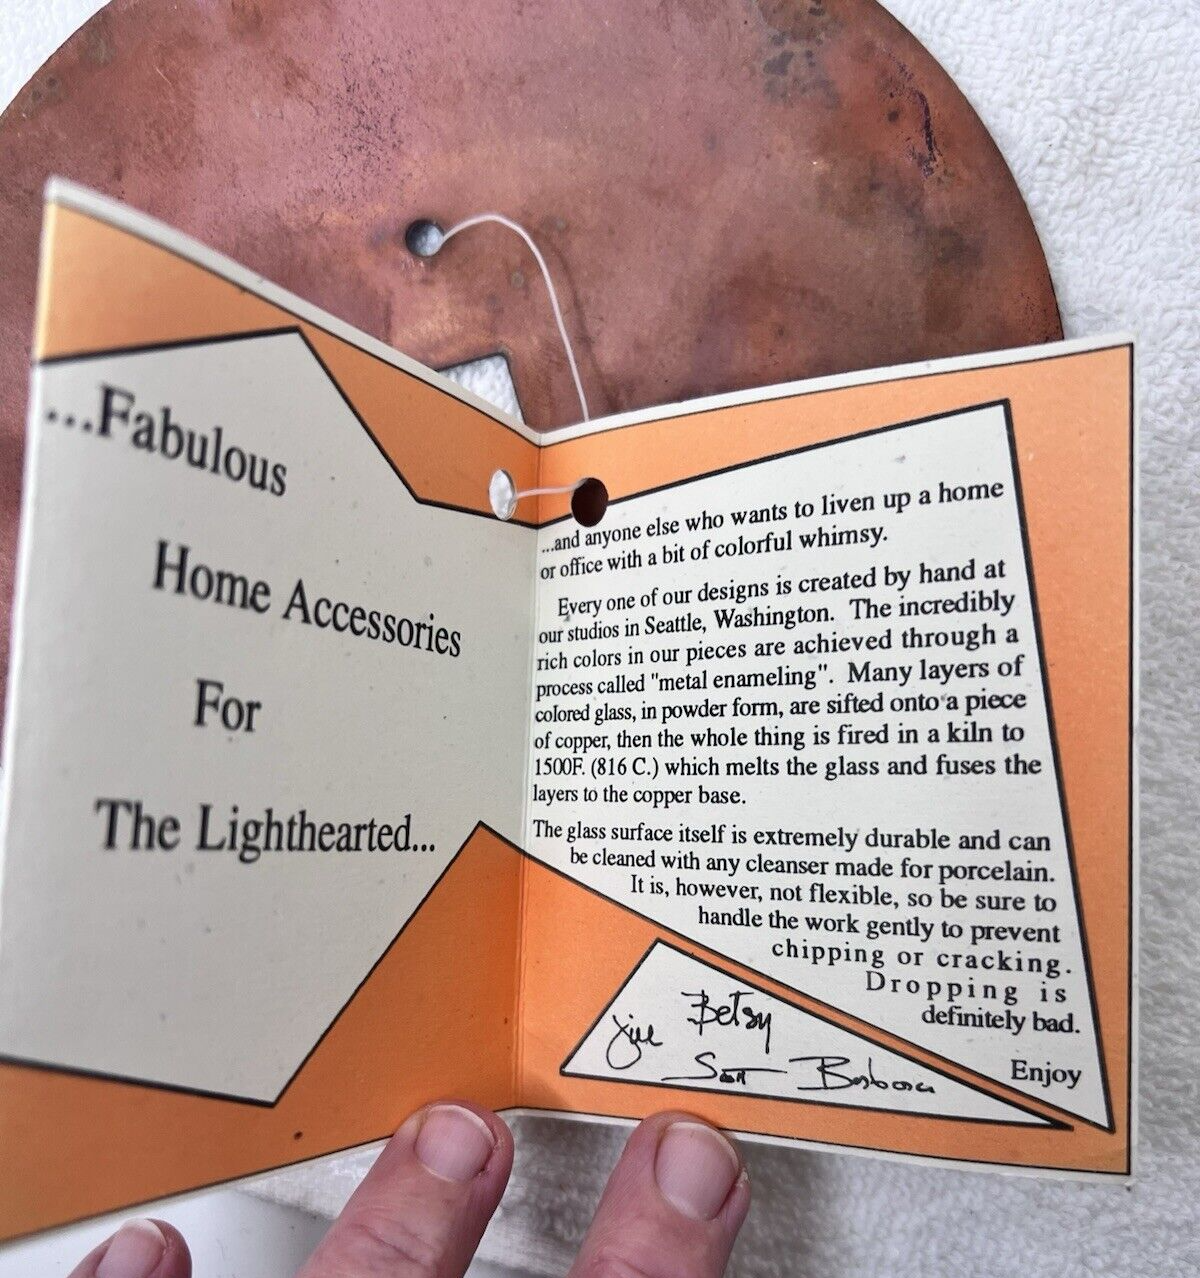 ...Fabulous
Home Accessories
For
The Lighthearted...
...and anyone else who wants to liven up a home
or office with a bit of colorful whimsy.
Every one of our designs is created by hand at
our studios in Seattle, Washington. The incredibly
rich colors in our pieces are achieved through a
process called "metal enameling". Many layers of
colored glass, in powder form, are sifted onto a piece
of copper, then the whole thing is fired in a kiln to
1500F. (816 C.) which melts the glass and fuses the
layers to the copper base.
The glass surface itself is extremely durable and can
be cleaned with any cleanser made for porcelain.
It is, however, not flexible, so be sure to
handle the work gently to prevent
chipping or cracking.
Dropping is
definitely bad.
Enjoy
Betsy
Jill
Barbara